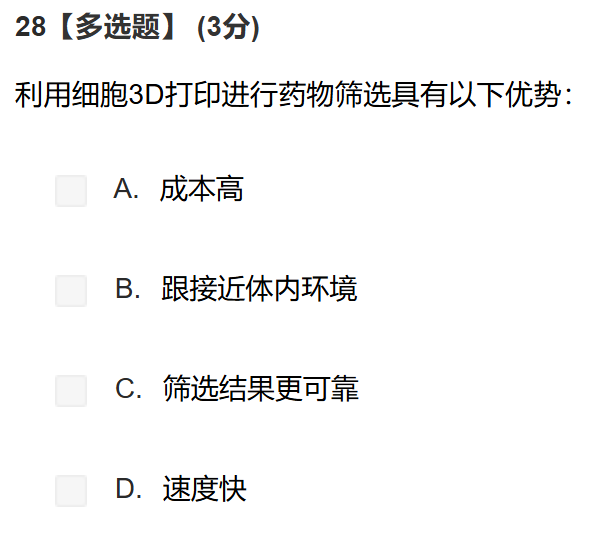 28【多选题】 (3分)
利用细胞3D打印进行药物筛选具有以下优势：
A. 成本高
B. 跟接近体内环境
C. 筛选结果更可靠
D. 速度快